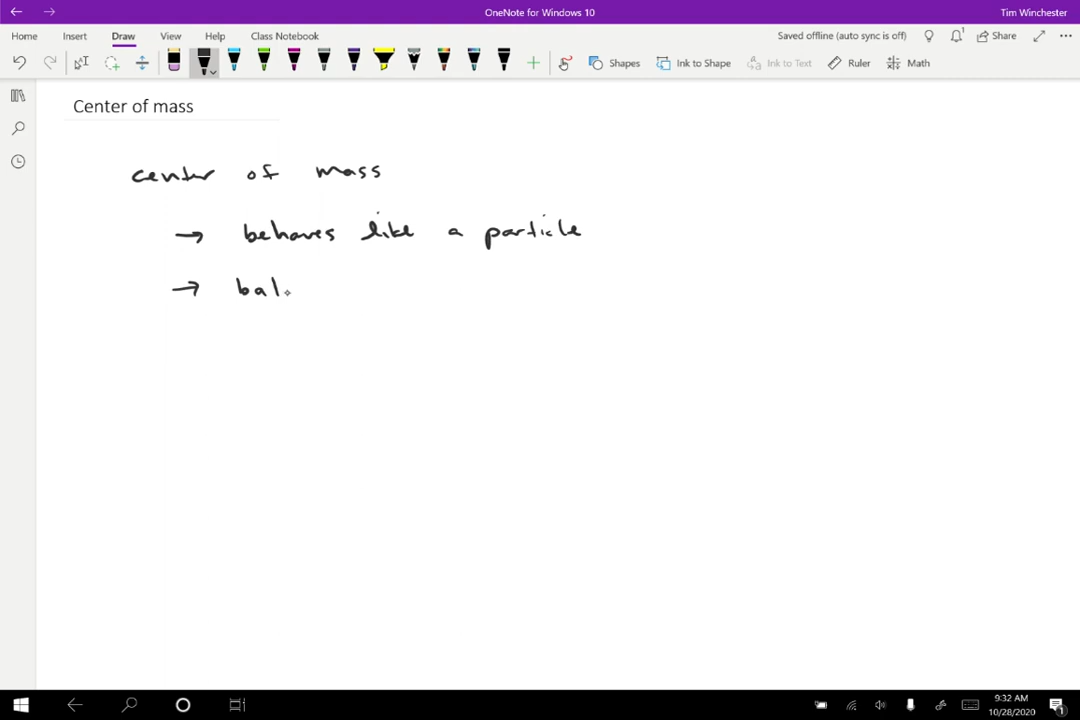 OneNote for Windows 10
Tim Winchester
Home Insert Draw View Help Class Notebook
Saved offline (auto sync is off)
Share
Shapes Ink to Shape Ink to Text Ruler Math
Center of mass
center of mass
→ behaves like a particle
→ bal
9:32 AM
10/28/2020
1